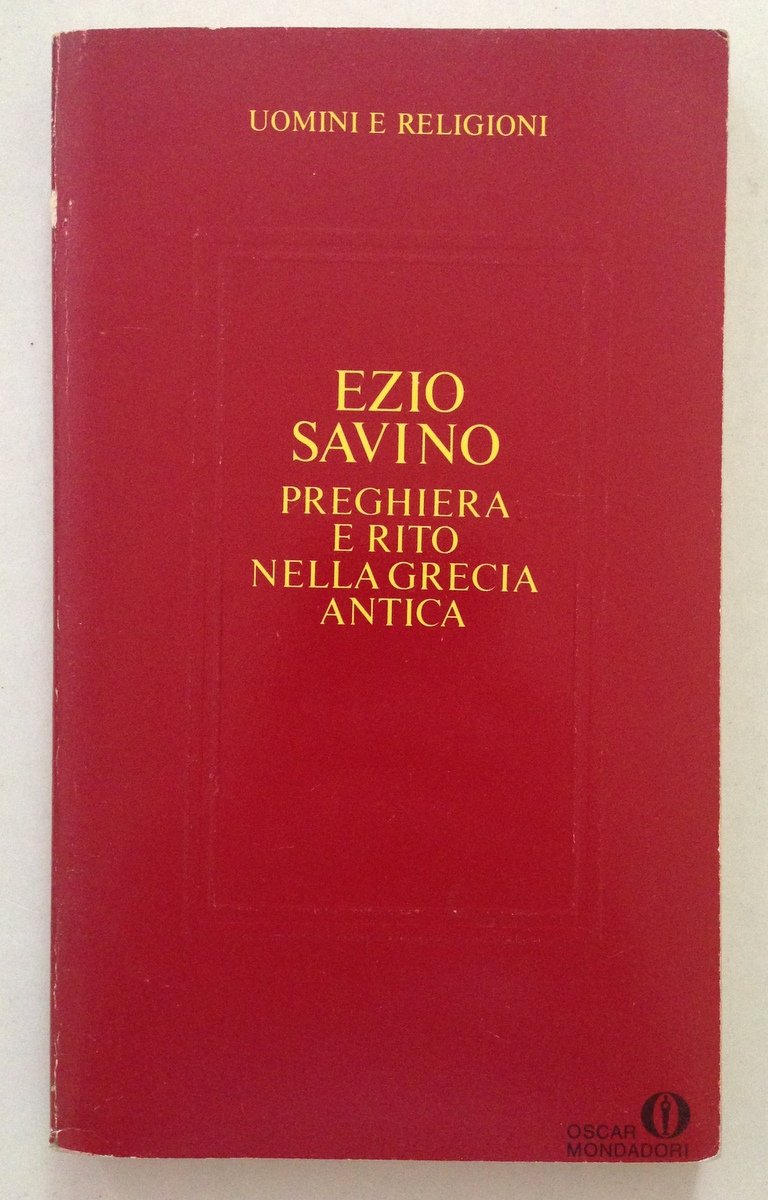 UOMINI E RELIGIONI
EZIO
SAVINO
PREGHIERA
E RITO
NELLA GRECIA
ANTICA
OSCAR
MONDADORI